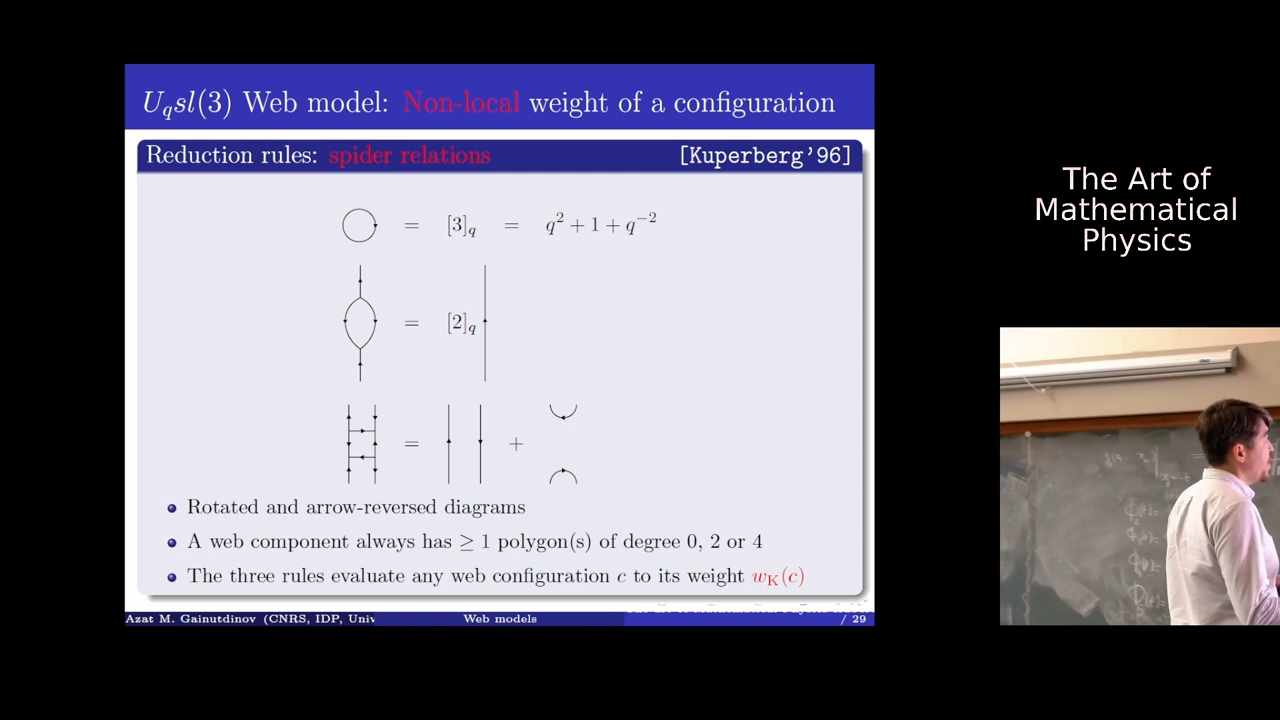 U_qsl(3) Web model: Non-local weight of a configuration
Reduction rules: spider relations [Kuperberg'96]
= [3]_q = q^2 + 1 + q^{-2}
= [2]_q
= +
Rotated and arrow-reversed diagrams
A web component always has ≥ 1 polygon(s) of degree 0, 2 or 4
The three rules evaluate any web configuration c to its weight w_K(c)
Azat M. Gainutdinov (CNRS, IDP, Univ Web models / 29
The Art of
Mathematical
Physics